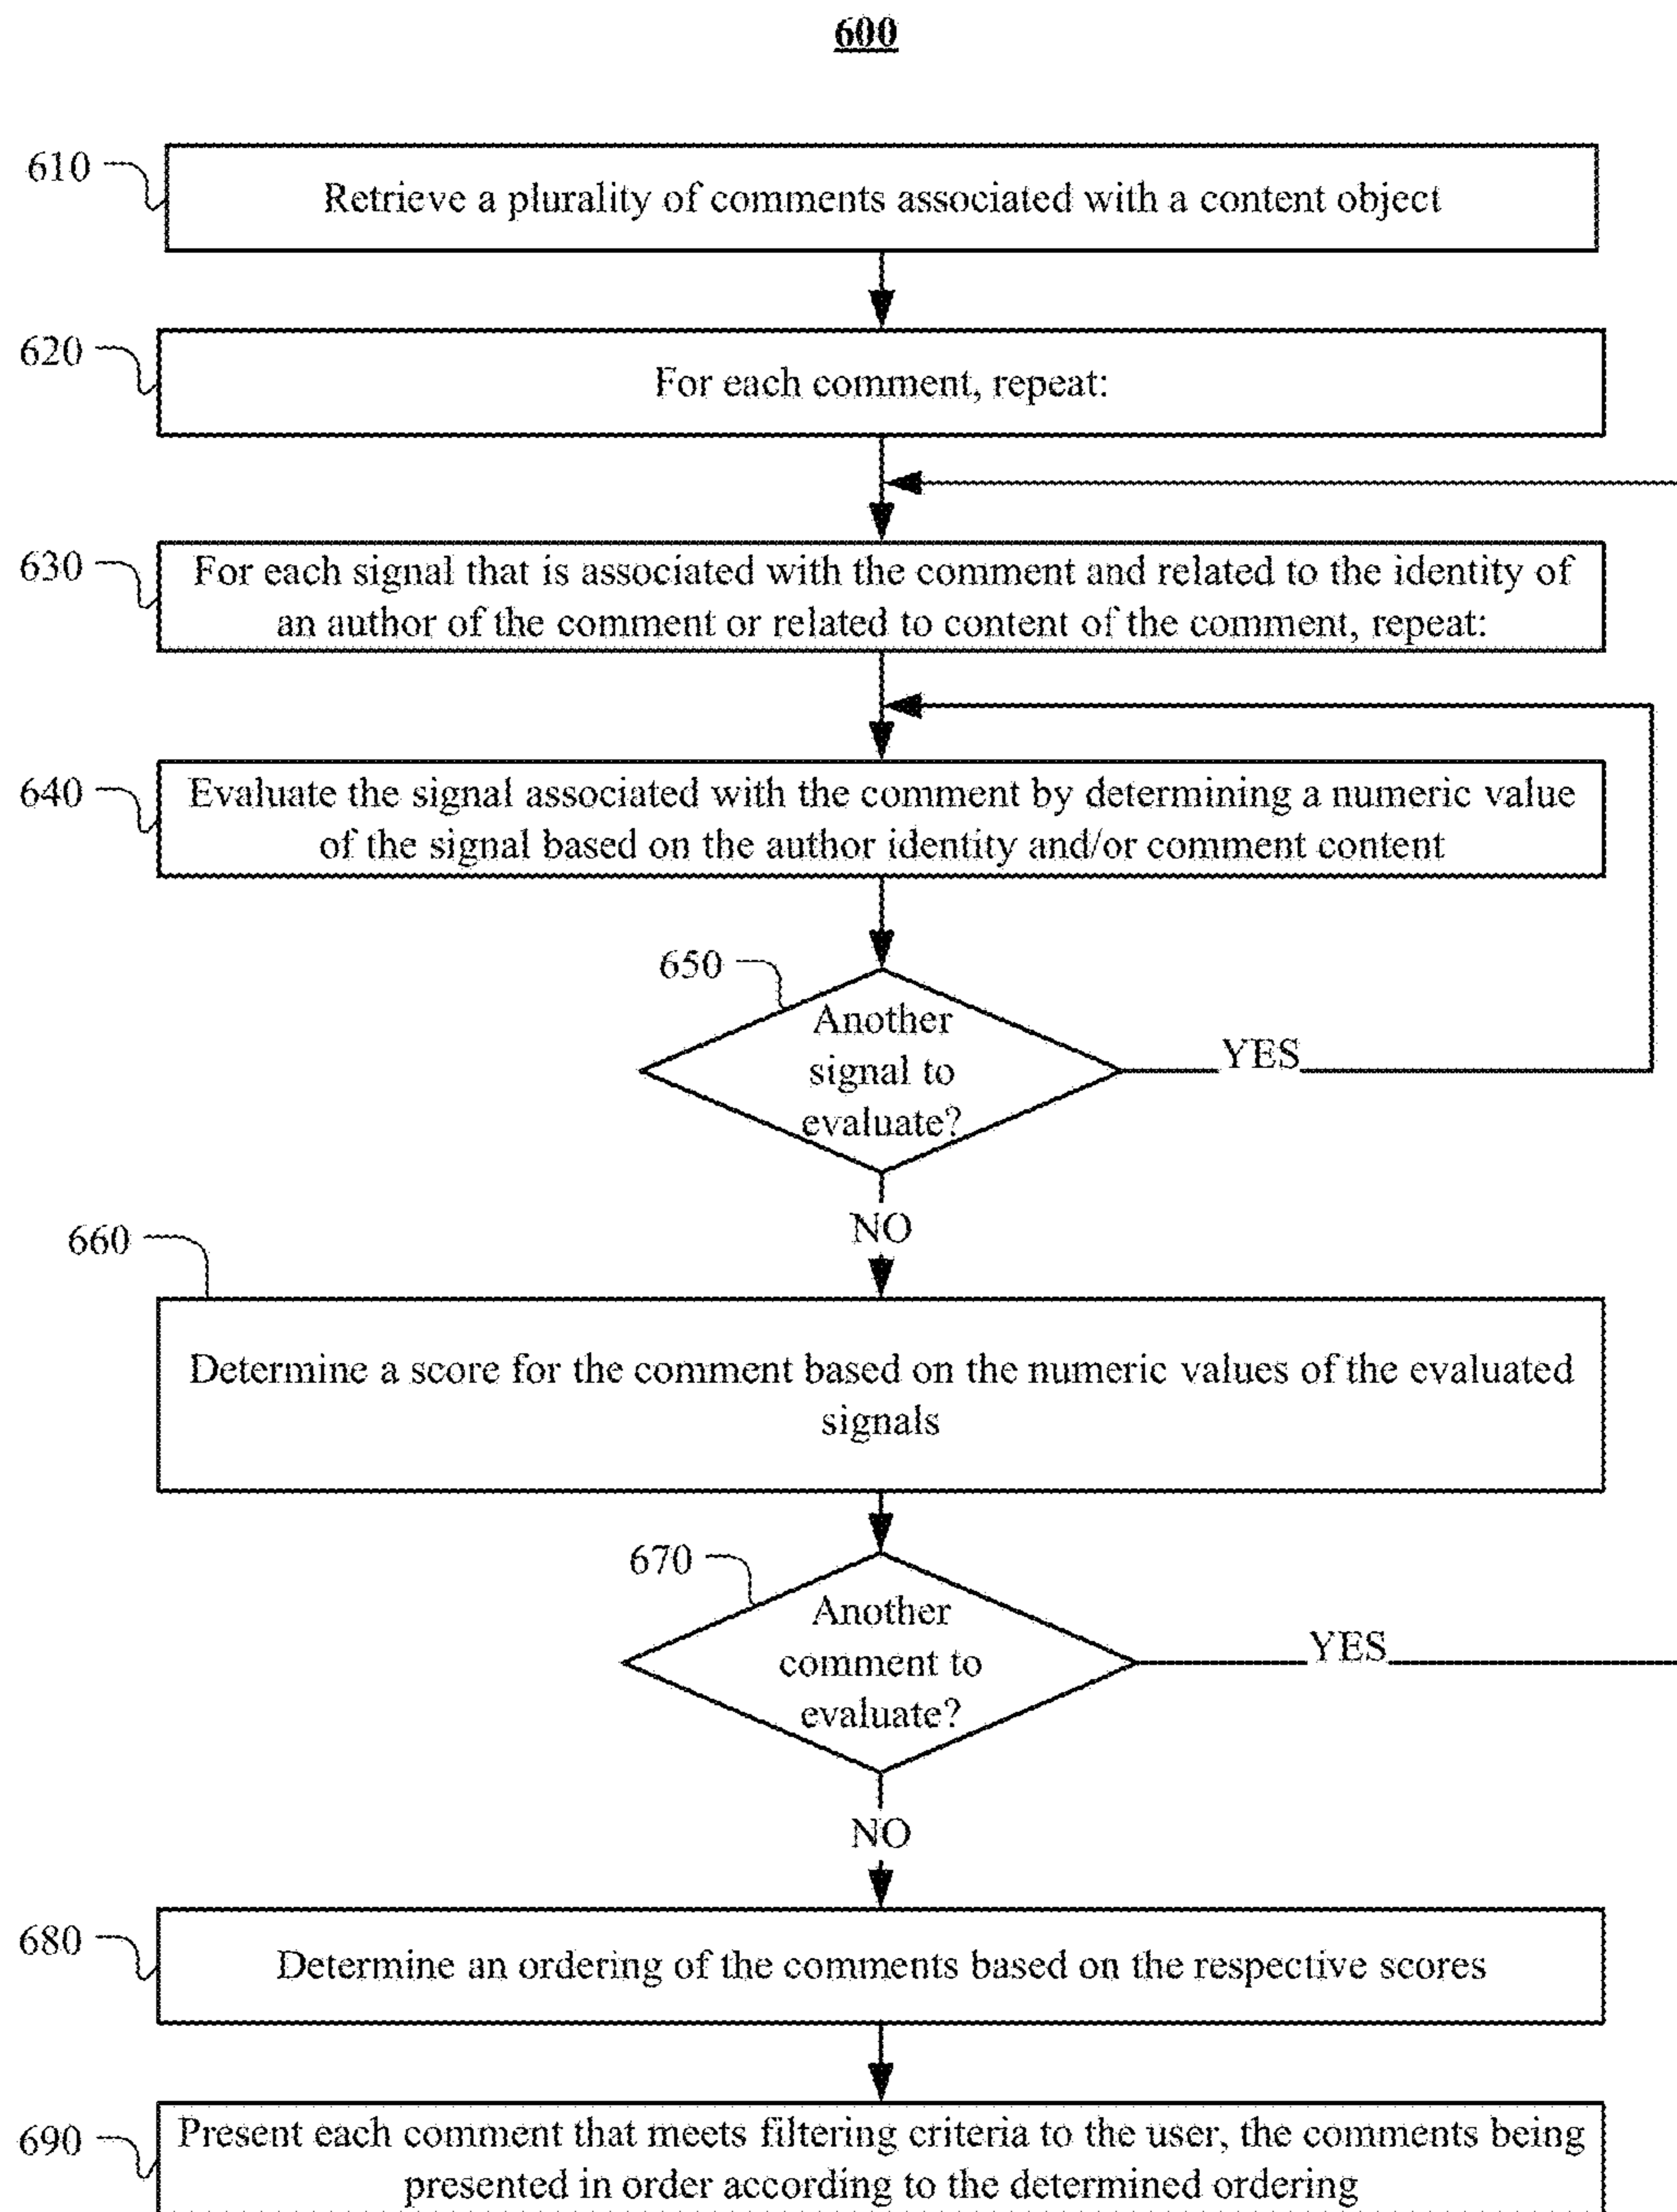 600
610
Retrieve a plurality of comments associated with a content object
620
For each comment, repeat:
630
For each signal that is associated with the comment and related to the identity of
an author of the comment or related to content of the comment, repeat:
640
Evaluate the signal associated with the comment by determining a numeric value
of the signal based on the author identity and/or comment content
650
Another
signal to
evaluate?
YES
NO
660
Determine a score for the comment based on the numeric values of the evaluated
signals
670
Another
comment to
evaluate?
YES
NO
680
Determine an ordering of the comments based on the respective scores
690
Present each comment that meets filtering criteria to the user, the comments being
presented in order according to the determined ordering